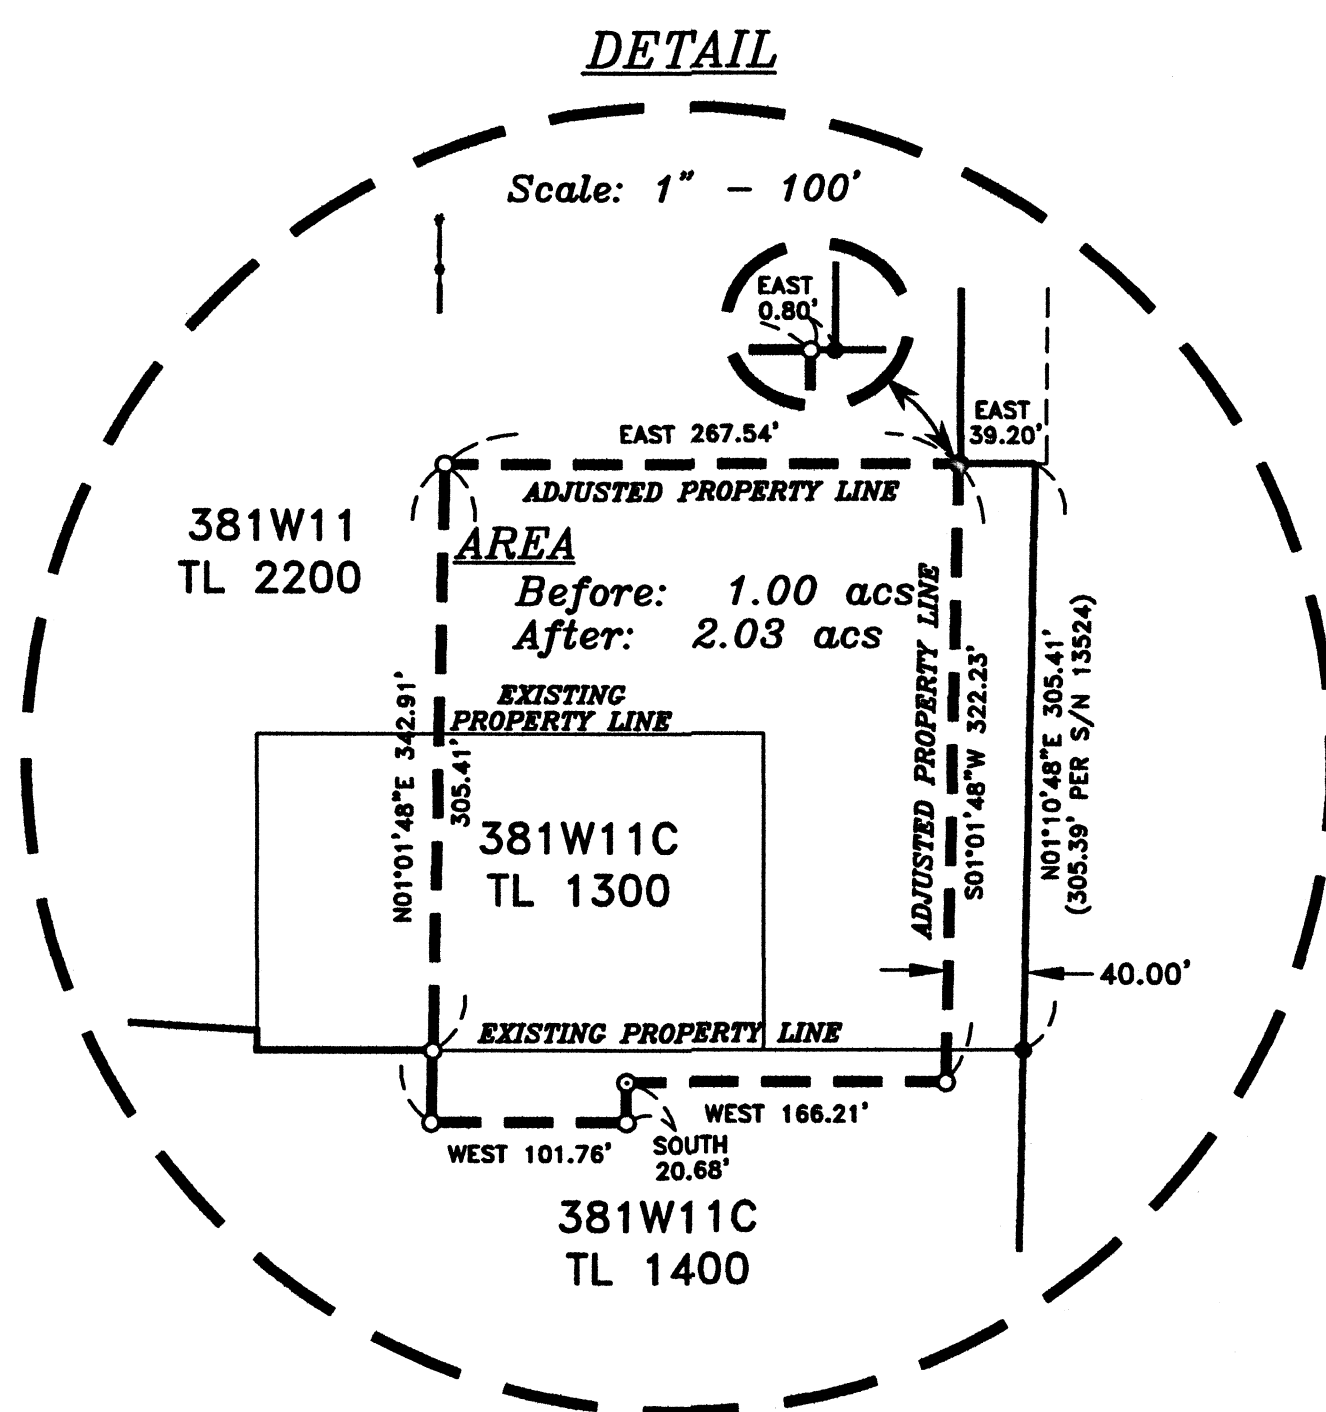 DETAIL
Scale: 1" - 100'
EAST
0.80'
EAST
39.20'
EAST 267.54'
ADJUSTED PROPERTY LINE
381W11
TL 2200
AREA
Before: 1.00 acs
After: 2.03 acs
ADJUSTED PROPERTY LINE
S01°01'48"W 322.23'
N01°10'48"E 305.41'
(305.39' PER S/N 13524)
EXISTING
PROPERTY LINE
N01°01'48"E 342.91'
305.41'
381W11C
TL 1300
40.00'
EXISTING PROPERTY LINE
WEST 166.21'
WEST 101.76'
SOUTH
20.68'
381W11C
TL 1400